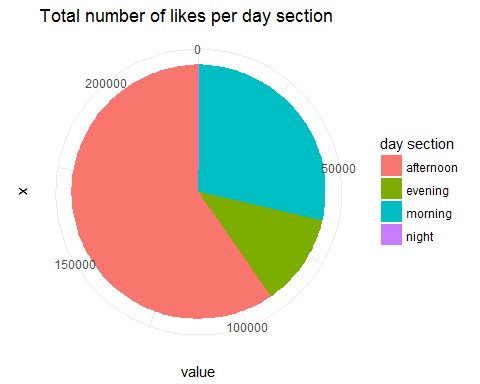 Total number of likes per day section
0
200000
50000
150000
100000
x
value
day section
afternoon
evening
morning
night